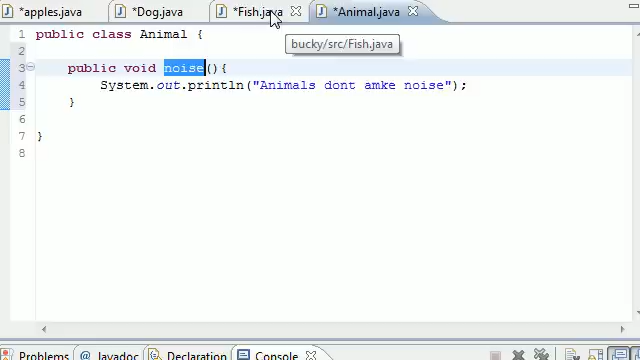 *apples.java *Dog.java *Fish.java *Animal.java
1 public class Animal {
bucky/src/Fish.java
2
3 public void noise(){
4 System.out.println("Animals dont amke noise");
5 }
6
7 }
8
Problems @ Javadoc Declaration Console